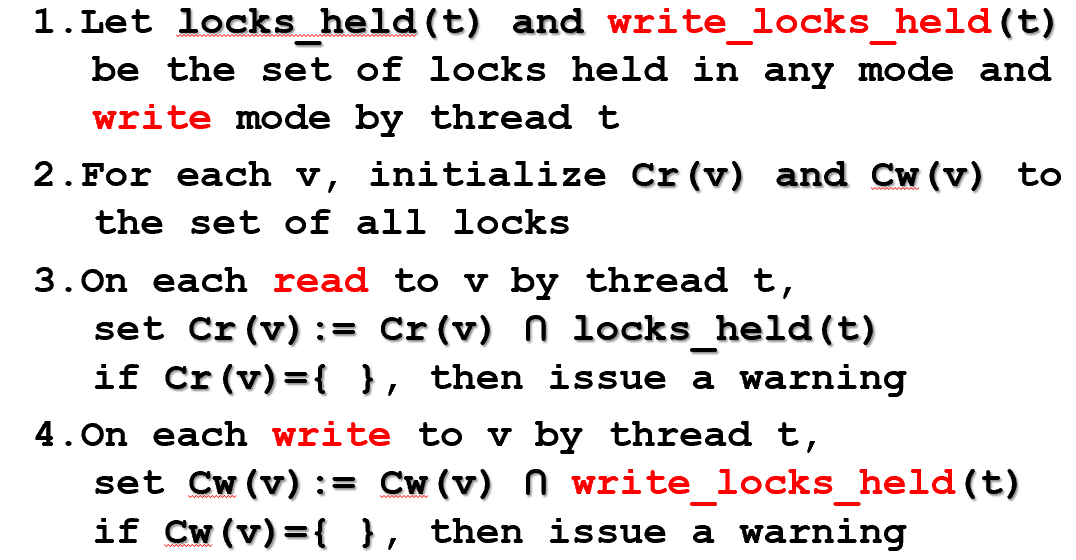 1.Let locks_held(t) and write_locks_held(t)
be the set of locks held in any mode and
write mode by thread t
2.For each v, initialize Cr(v) and Cw(v) to
the set of all locks
3.On each read to v by thread t,
set Cr(v):= Cr(v) ∩ locks_held(t)
if Cr(v)={ }, then issue a warning
4.On each write to v by thread t,
set Cw(v):= Cw(v) ∩ write_locks_held(t)
if Cw(v)={ }, then issue a warning